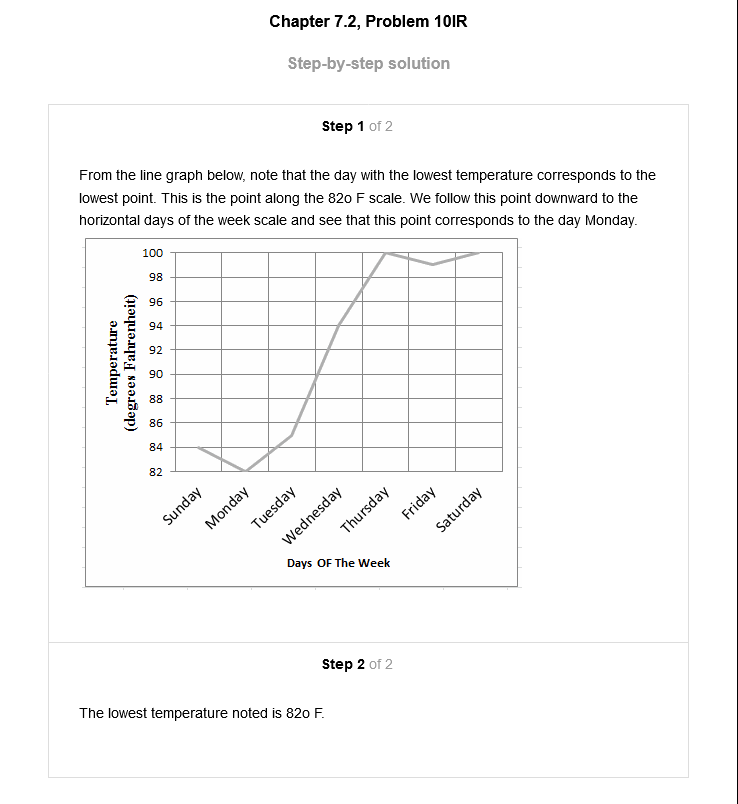 Chapter 7.2, Problem 10IR
Step-by-step solution
Step 1 of 2
From the line graph below, note that the day with the lowest temperature corresponds to the
lowest point. This is the point along the 82o F scale. We follow this point downward to the
horizontal days of the week scale and see that this point corresponds to the day Monday.
Temperature
(degrees Fahrenheit)
100
98
96
94
92
90
88
86
84
82
Sunday
Monday
Tuesday
Wednesday
Thursday
Friday
Saturday
Days OF The Week
Step 2 of 2
The lowest temperature noted is 82o F.